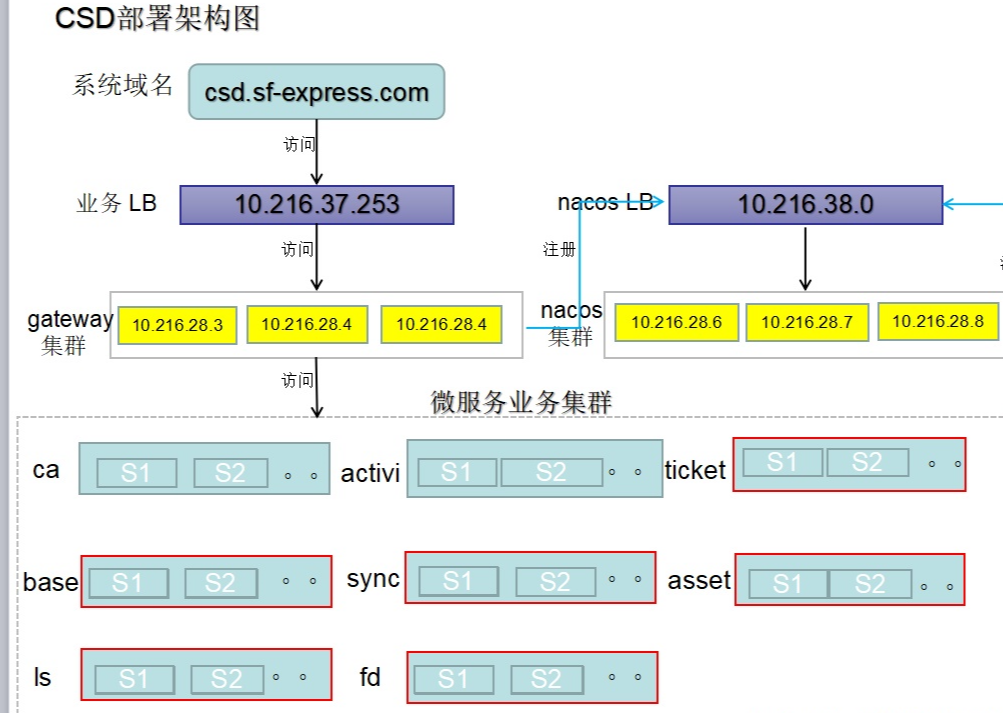 CSD部署架构图
系统域名
csd.sf-express.com
访问
业务 LB
10.216.37.253
nacos LB
10.216.38.0
访问
注册
gateway
集群
10.216.28.3
10.216.28.4
10.216.28.4
nacos
集群
10.216.28.6
10.216.28.7
10.216.28.8
访问
微服务业务集群
ca
S1
S2
activi
S1
S2
ticket
S1
S2
base
S1
S2
sync
S1
S2
asset
S1
S2
ls
S1
S2
fd
S1
S2